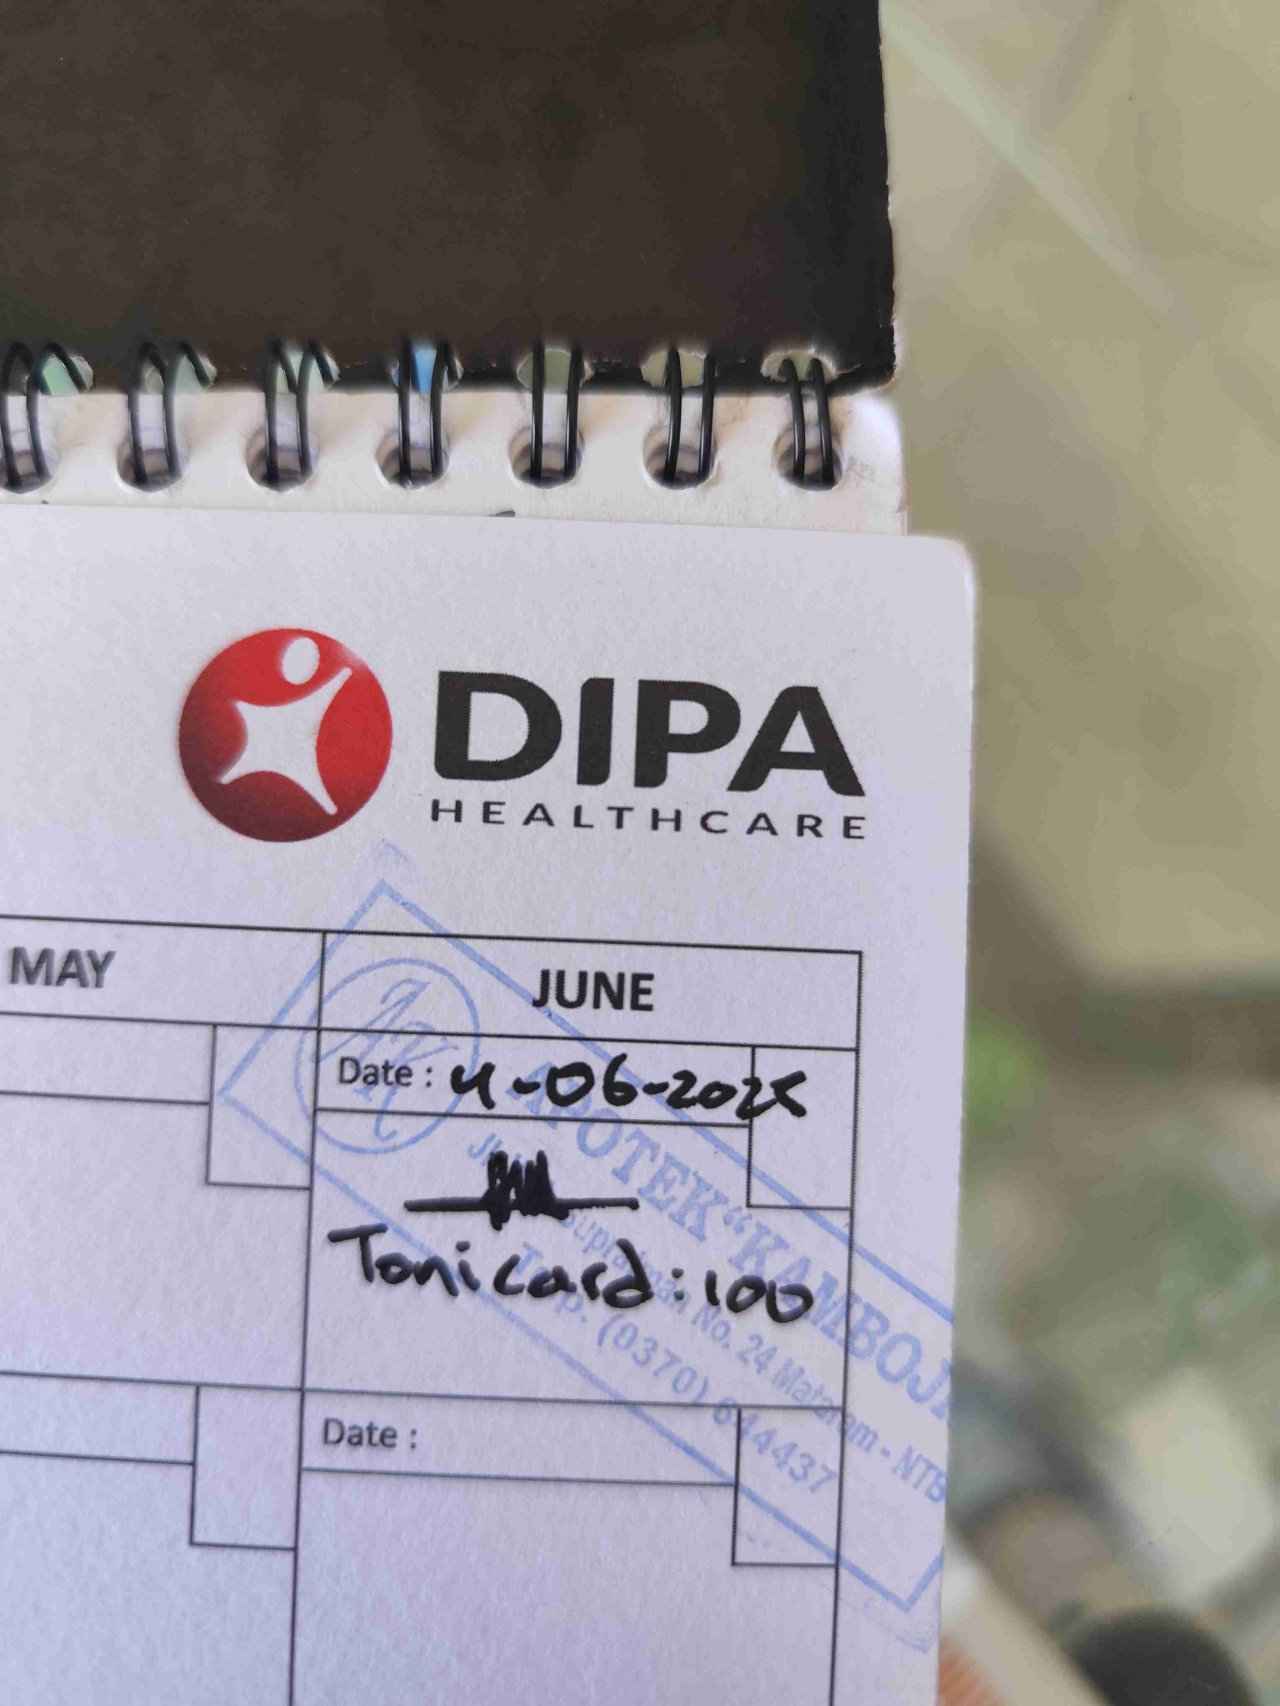 DIPA
HEALTHCARE
MAY
JUNE
Date : 4-06-2025
Tonicard : 100
APOTEK "KAMBOJA
Supratman No. 24 Mataram - NTB
Telp. (0370) 644437
Date :